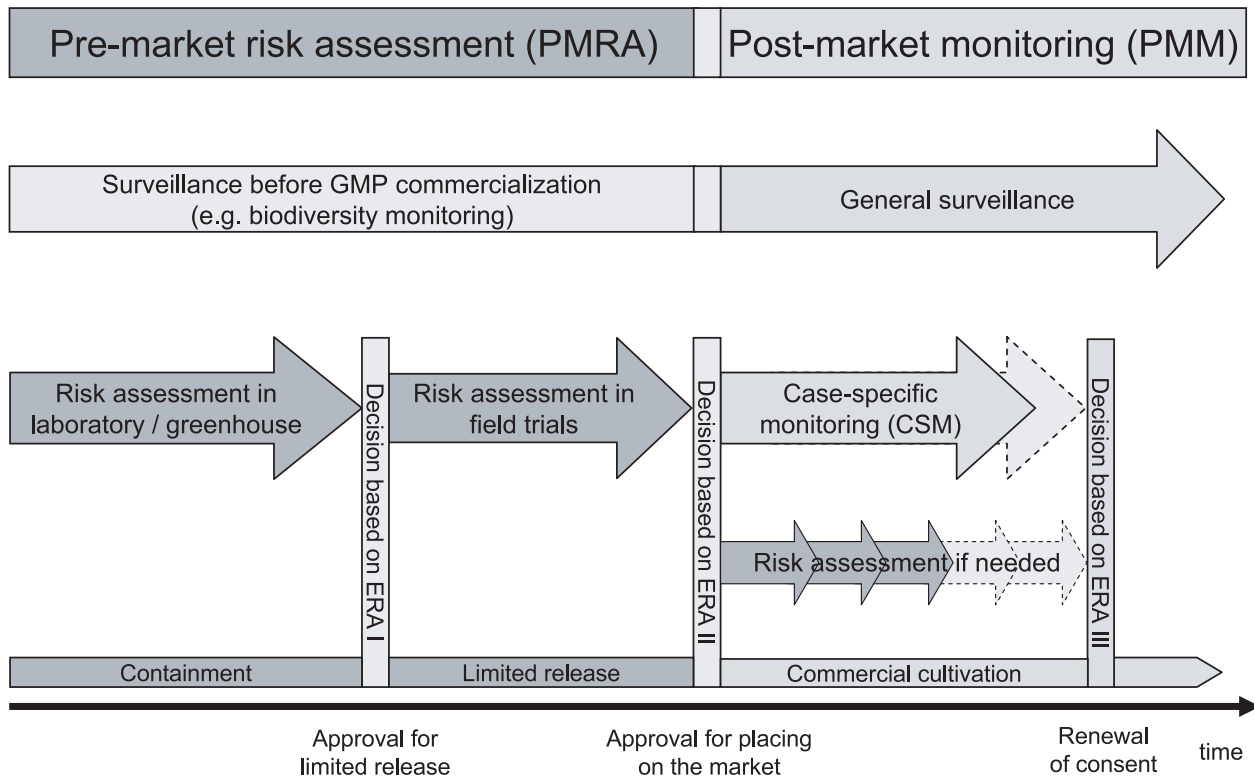 Pre-market risk assessment (PMRA)
Post-market monitoring (PMM)
Surveillance before GMP commercialization
(e.g. biodiversity monitoring)
General surveillance
Risk assessment in
laboratory / greenhouse
Decision based on ERA I
Risk assessment in
field trials
Decision based on ERA II
Case-specific
monitoring (CSM)
Risk assessment if needed
Decision based on ERA III
Containment
Limited release
Commercial cultivation
Approval for
limited release
Approval for placing
on the market
Renewal
of consent
time